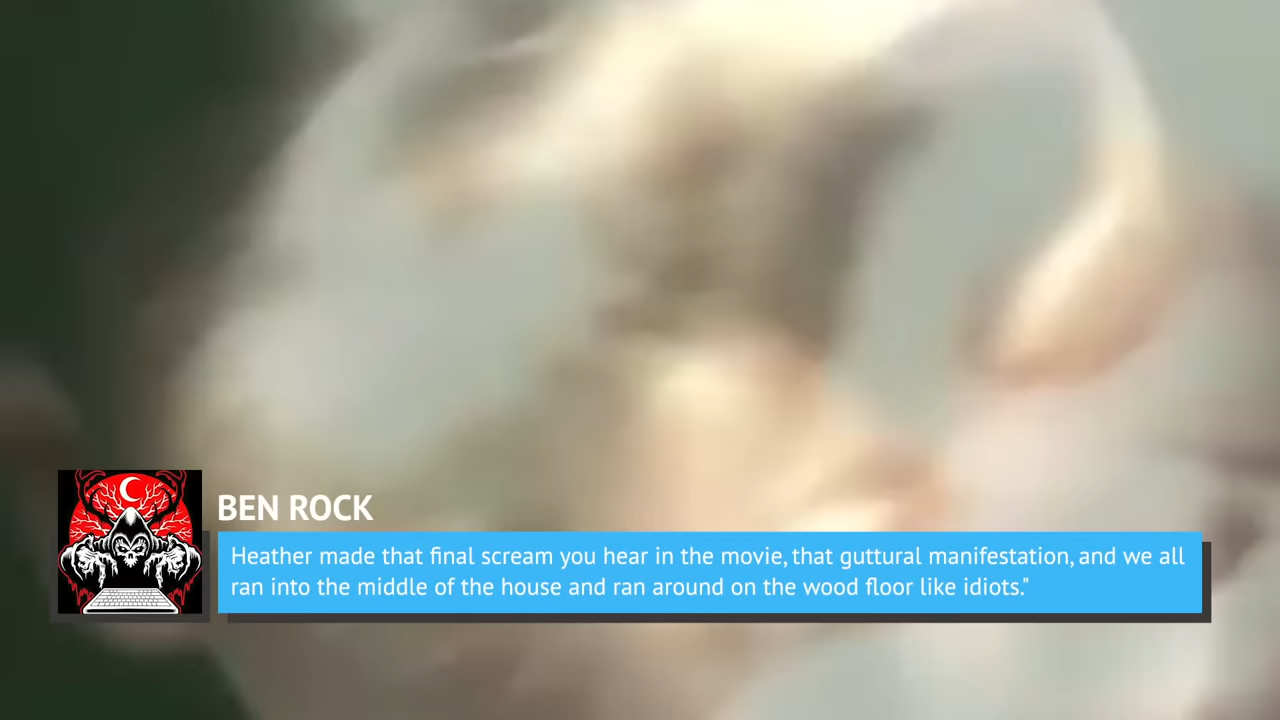 BEN ROCK
Heather made that final scream you hear in the movie, that guttural manifestation, and we all
ran into the middle of the house and ran around on the wood floor like idiots."